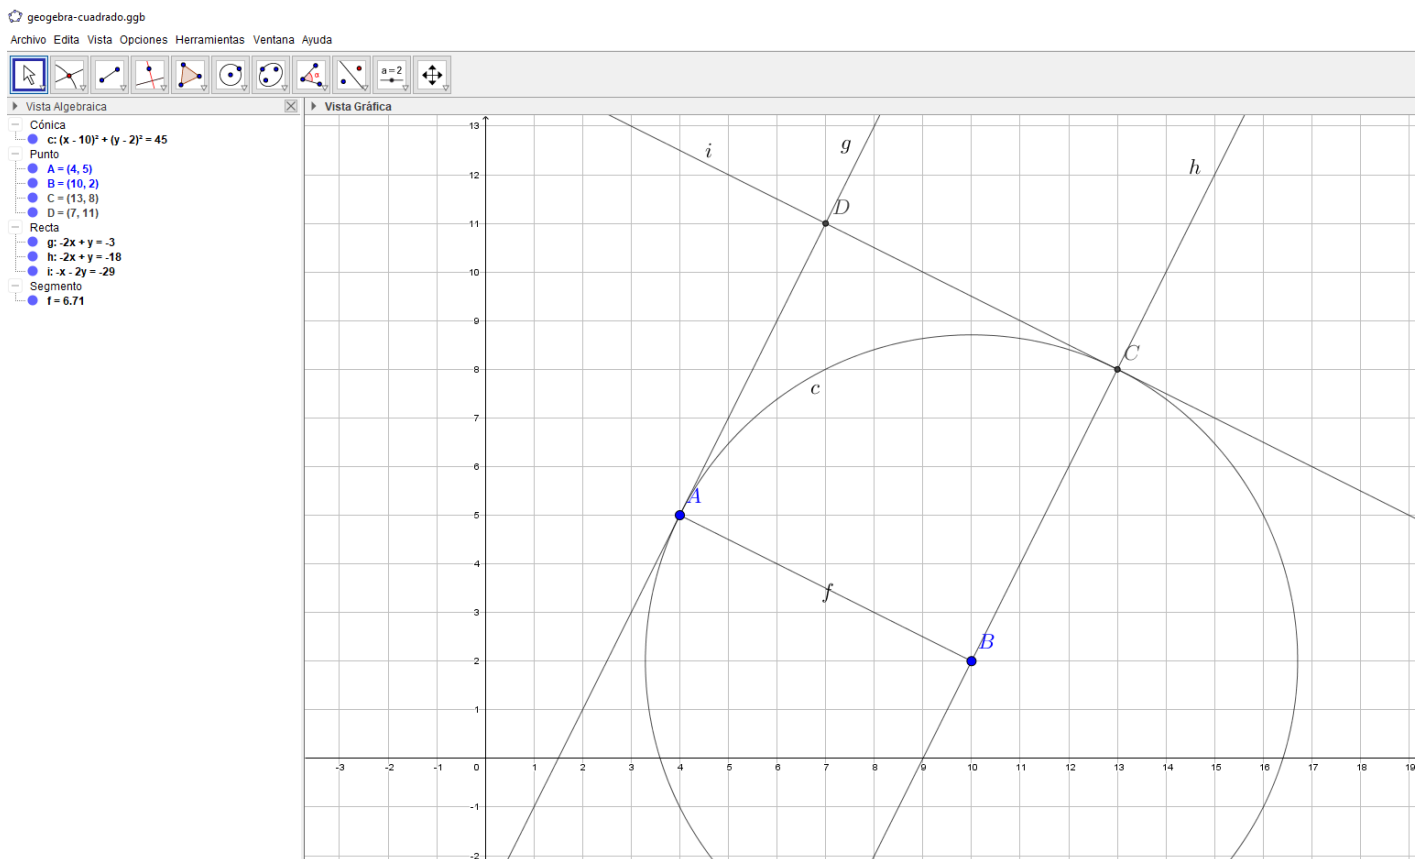 geogebra-cuadrado.ggb
Archivo Edita Vista Opciones Herramientas Ventana Ayuda
α
a=2
Vista Algebraica
Vista Gráfica
Cónica
c: (x - 10)² + (y - 2)² = 45
Punto
A = (4, 5)
B = (10, 2)
C = (13, 8)
D = (7, 11)
Recta
g: -2x + y = -3
h: -2x + y = -18
i: -x - 2y = -29
Segmento
f = 6.71
13
i
g
h
12
D
11
10
9
C
8
c
7
6
A
5
4
f
3
B
2
1
-3 -2 -1 0 1 2 3 4 5 6 7 8 9 10 11 12 13 14 15 16 17 18 19
-1
-2